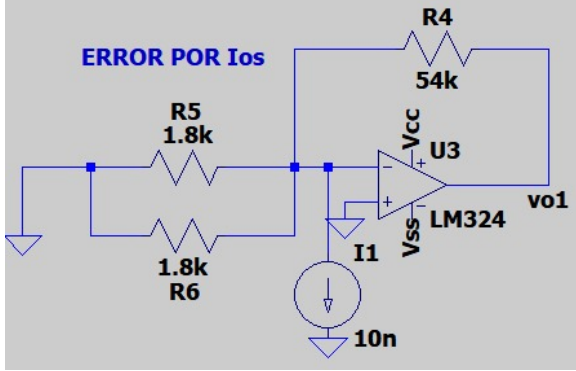 ERROR POR Ios
R4
54k
R5
1.8k
Vcc
U3
LM324
Vss
vo1
1.8k
R6
I1
10n